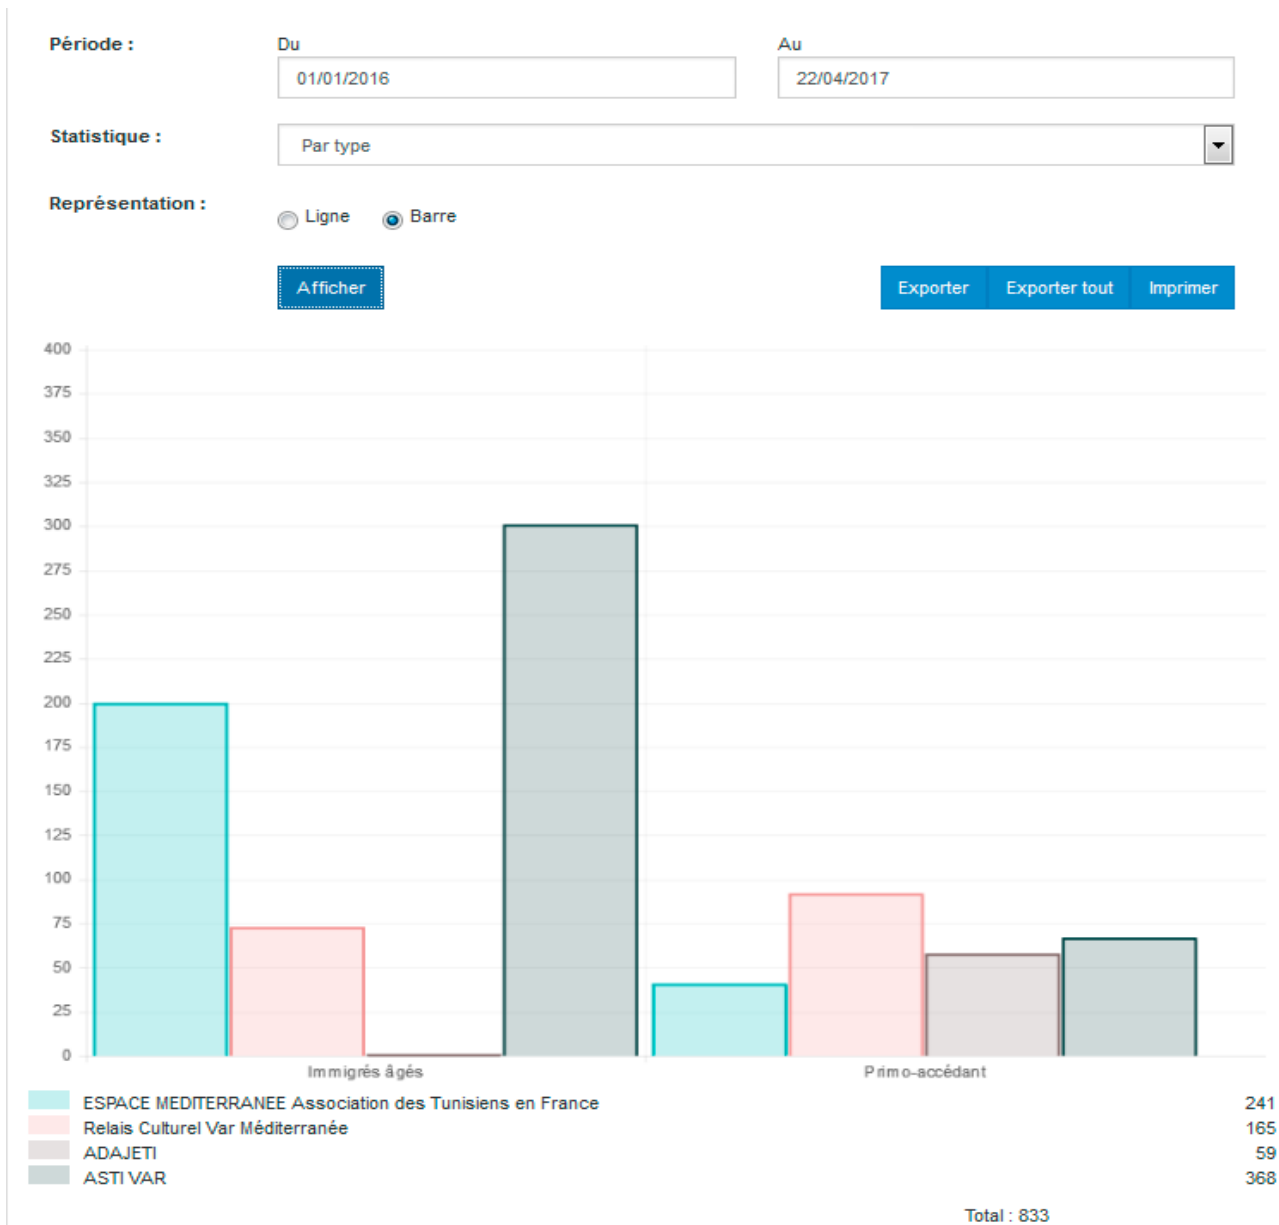 Période :
Du
Au
01/01/2016
22/04/2017
Statistique :
Par type
Représentation :
Ligne
Barre
Afficher
Exporter
Exporter tout
Imprimer
400
375
350
325
300
275
250
225
200
175
150
125
100
75
50
25
0
Immigrés âgés
Primo-accédant
ESPACE MEDITERRANEE Association des Tunisiens en France 241
Relais Culturel Var Méditerranée 165
ADAJETI 59
ASTI VAR 368
Total : 833